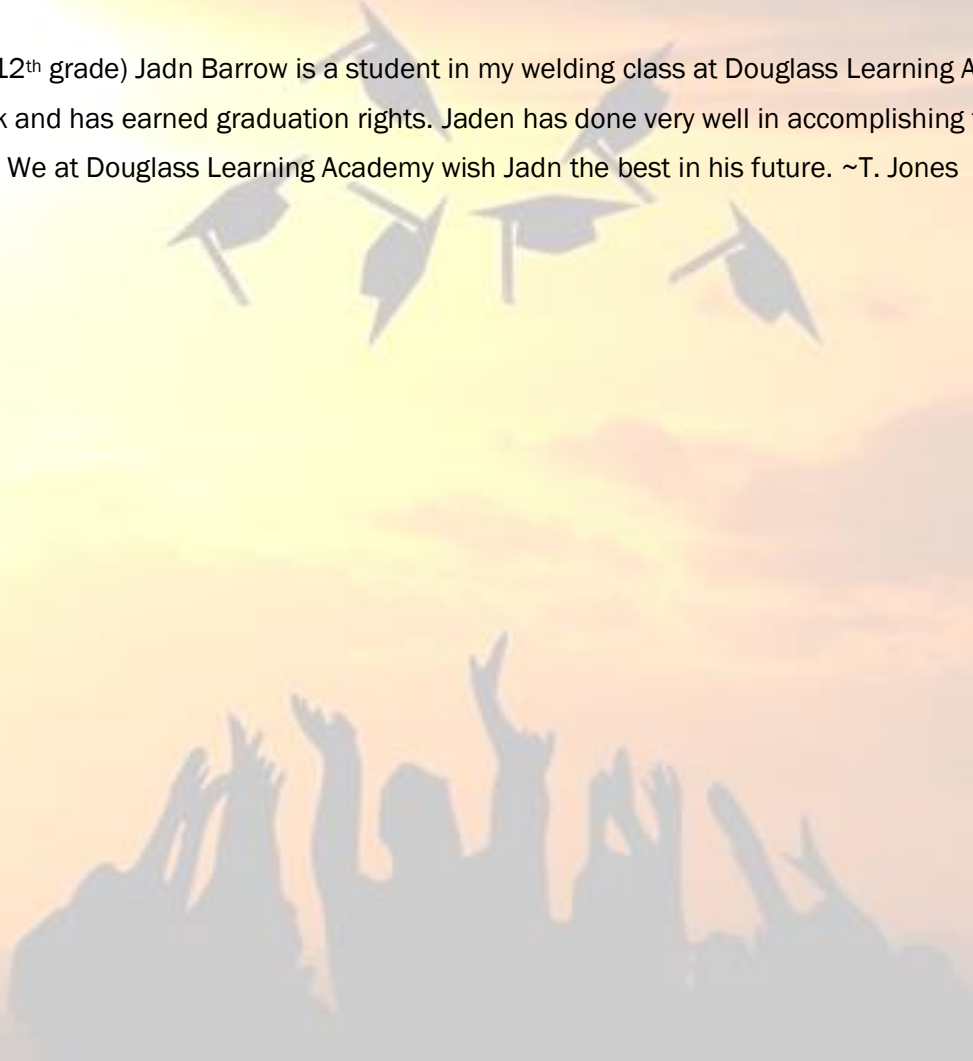 12th grade) Jadn Barrow is a student in my welding class at Douglass Learning
and has earned graduation rights. Jaden has done very well in accomplishing
We at Douglass Learning Academy wish Jadn the best in his future. ~T. Jones